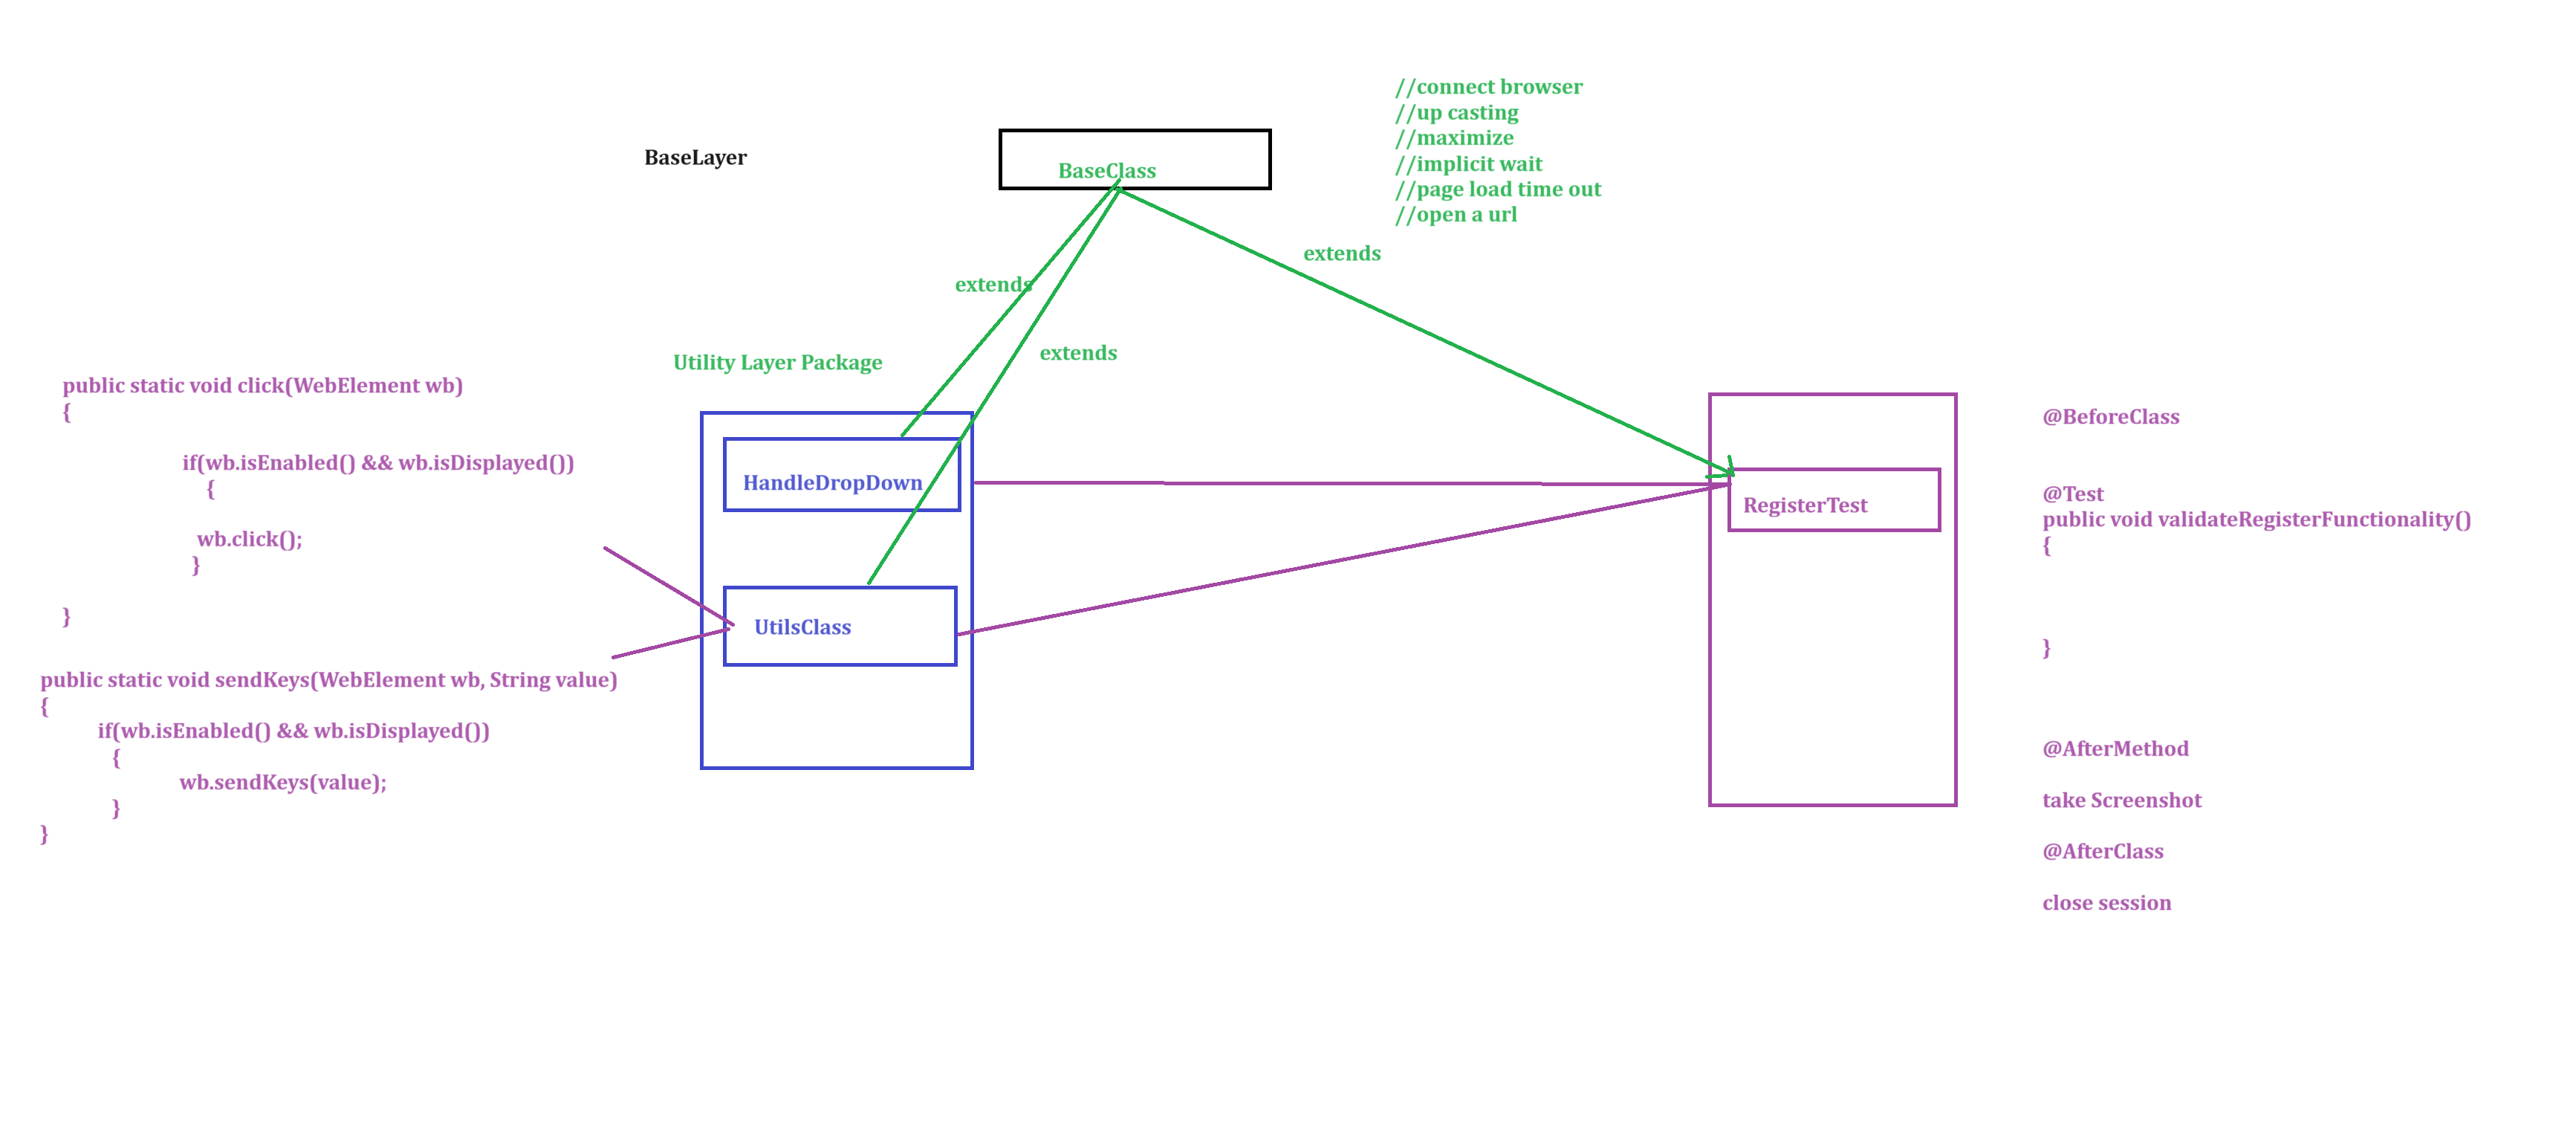 //connect browser
//up casting
//maximize
//implicit wait
//page load time out
//open a url
BaseLayer
BaseClass
extends
extends
extends
Utility Layer Package
public static void click(WebElement wb)
{
if(wb.isEnabled() && wb.isDisplayed())
{
wb.click();
}
}
public static void sendKeys(WebElement wb, String value)
{
if(wb.isEnabled() && wb.isDisplayed())
{
wb.sendKeys(value);
}
}
HandleDropDown
UtilsClass
RegisterTest
@BeforeClass
@Test
public void validateRegisterFunctionality()
{
}
@AfterMethod
take Screenshot
@AfterClass
close session